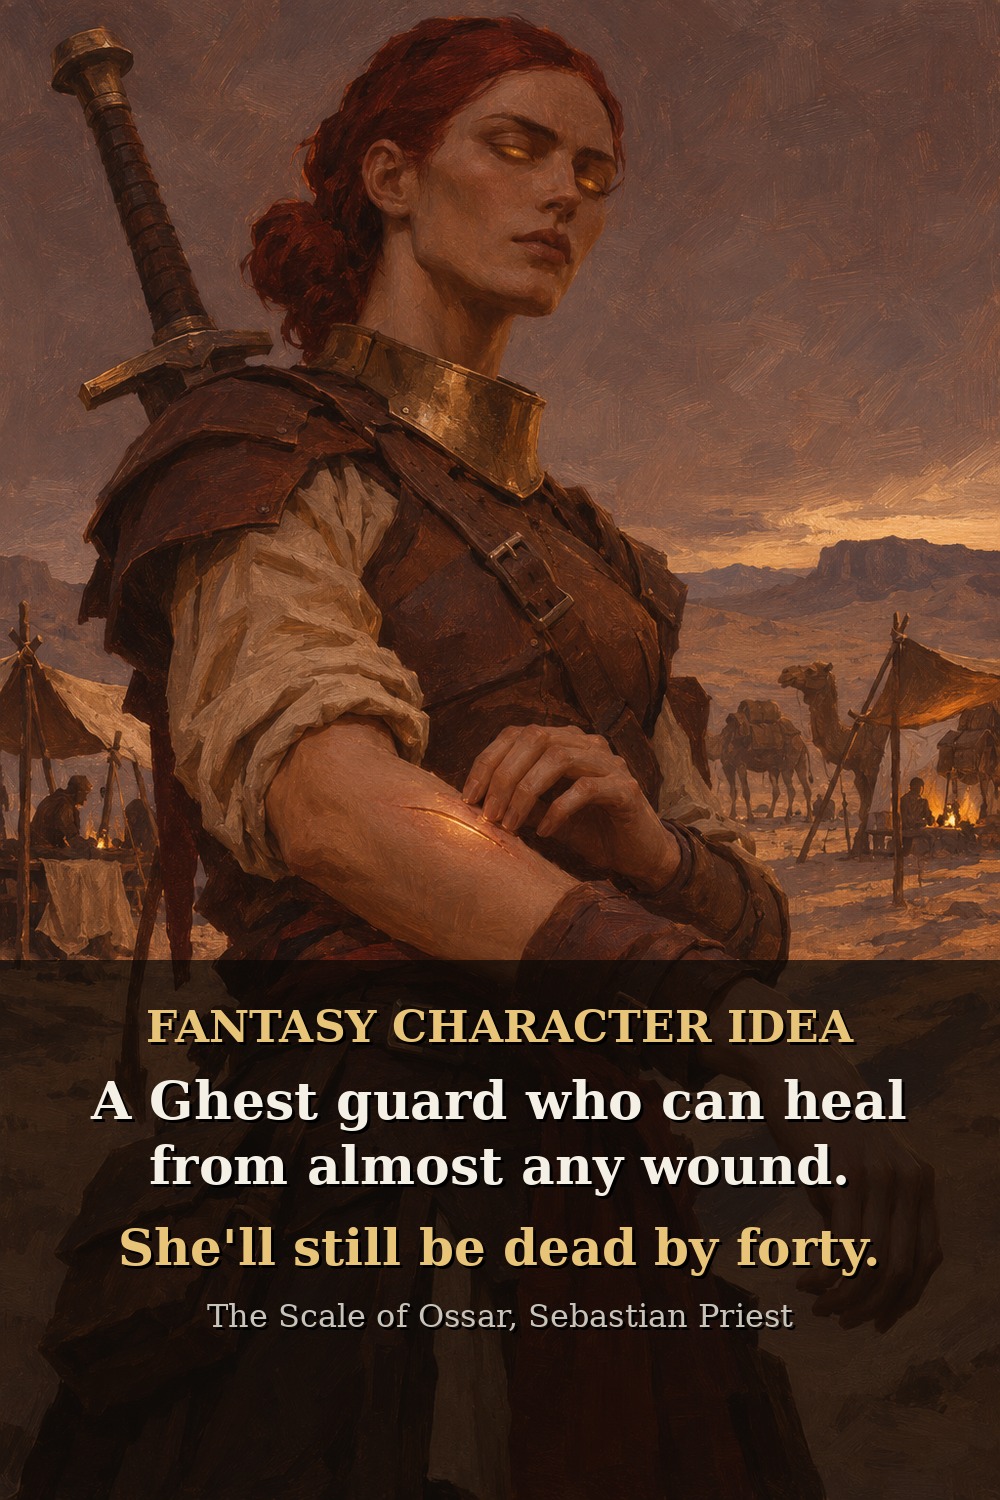 FANTASY CHARACTER IDEA
A Ghest guard who can heal
from almost any wound.
She'll still be dead by forty.
The Scale of Ossar, Sebastian Priest